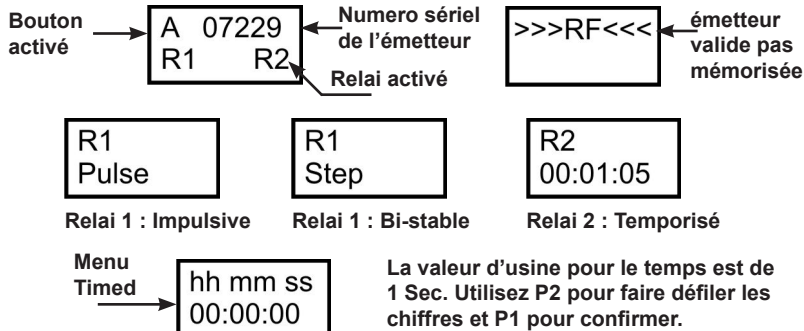 Bouton
activé
A 07229
R1 R2
Numero sériel
de l'émetteur
Relai activé
>>>RF<<<
émetteur
valide pas
mémorisée
R1
Pulse
R1
Step
R2
00:01:05
Relai 1 : Impulsive
Relai 1 : Bi-stable
Relai 2 : Temporisé
Menu
Timed
hh mm ss
00:00:00
La valeur d'usine pour le temps est de
1 Sec. Utilisez P2 pour faire défiler les
chiffres et P1 pour confirmer.